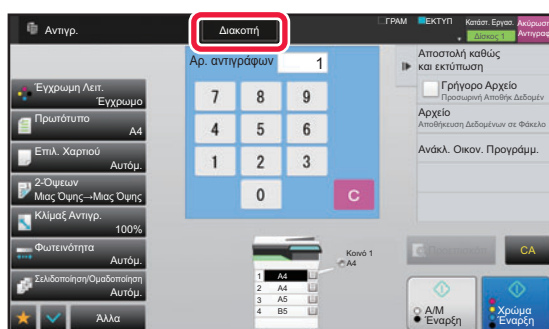 Αντιγρ.
Διακοπή
ΓΡΑΜ
ΕΚΤΥΠ
Κατάστ. Εργασ.
Δίσκος 1
Ακύρωση
Αντιγραφ
Αρ. αντιγράφων
1
7 8 9
4 5 6
1 2 3
0
C
Έγχρωμη Λειτ.
Έγχρωμο
Πρωτότυπο
A4
Επιλ. Χαρτιού
Αυτόμ.
2-Όψεων
Μιας Όψης→Μιας Όψης
Κλίμαξ Αντιγρ.
100%
Φωτεινότητα
Αυτόμ.
Σελιδοποίηση/Ομαδοποίηση
Αυτόμ.
Άλλα
Κοινό 1
A4
1 A4
2 A4
3 A5
4 B5
Αποστολή καθώς
και εκτύπωση
Γρήγορο Αρχείο
Προσωρινή Αποθήκ Δεδομέν
Αρχείο
Αποθήκευση Δεδομένων σε Φάκελο
Ανάκλ. Οικον. Προγράμμ.
CA
Α/Μ
Έναρξη
Χρώμα
Έναρξη